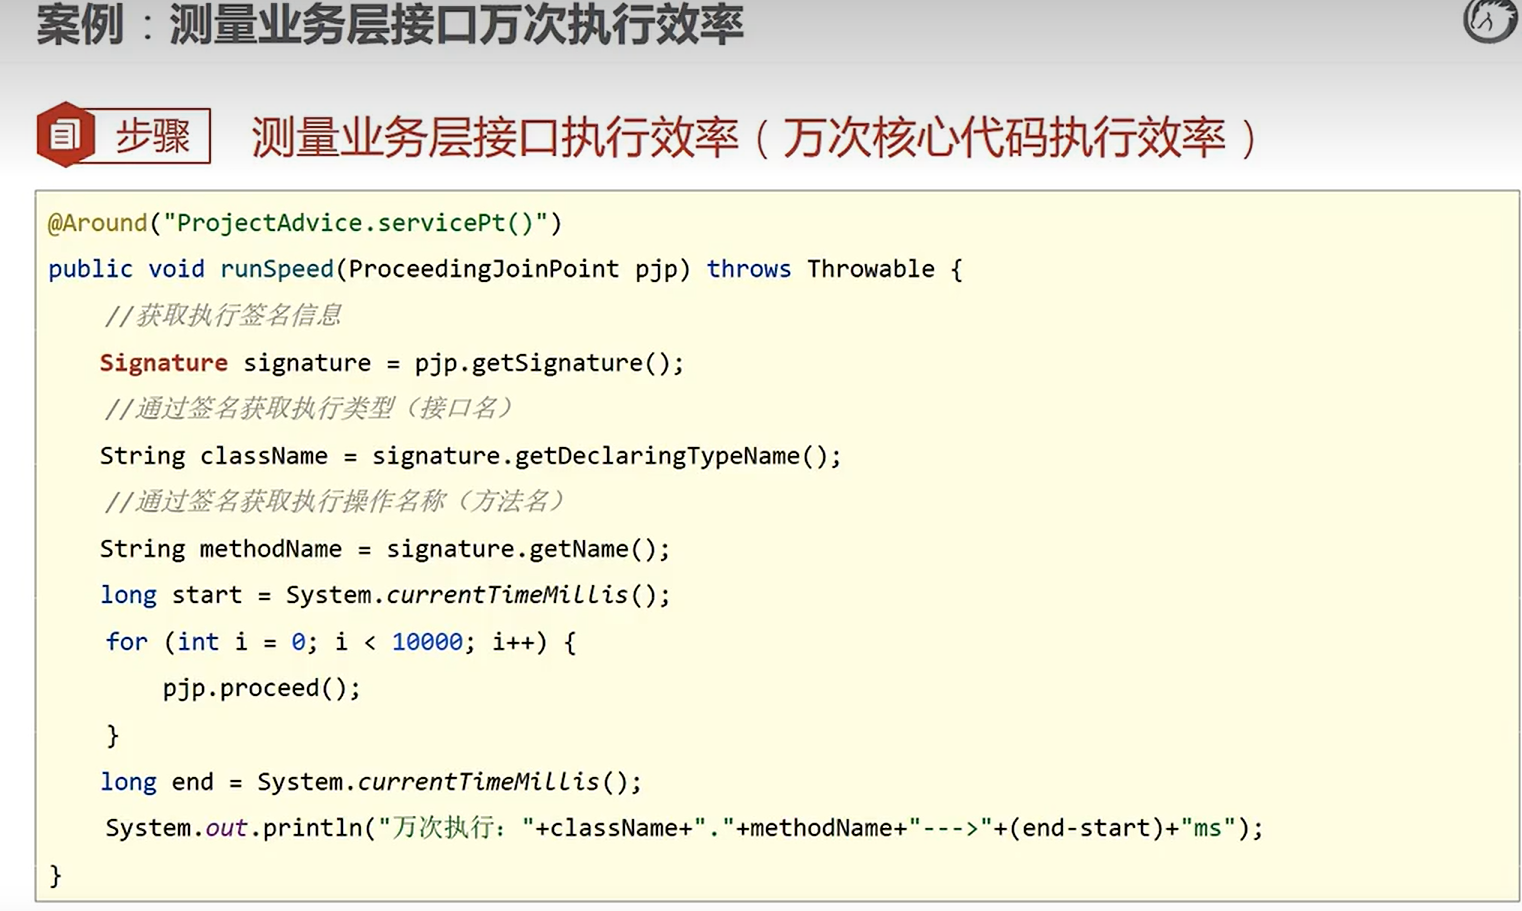 案例：测量业务层接口万次执行效率
步骤
测量业务层接口执行效率（万次核心代码执行效率）
@Around("ProjectAdvice.servicePt()")
public void runSpeed(ProceedingJoinPoint pjp) throws Throwable {
//获取执行签名信息
Signature signature = pjp.getSignature();
//通过签名获取执行类型（接口名）
String className = signature.getDeclaringTypeName();
//通过签名获取执行操作名称（方法名）
String methodName = signature.getName();
long start = System.currentTimeMillis();
for (int i = 0; i < 10000; i++) {
pjp.proceed();
}
long end = System.currentTimeMillis();
System.out.println("万次执行："+className+"."+methodName+"--->"+(end-start)+"ms");
}